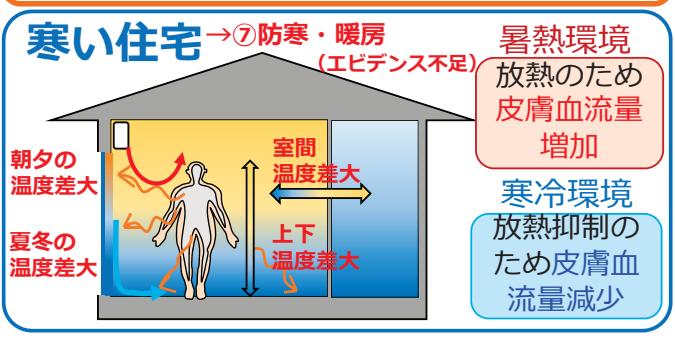 寒い住宅→⑦防寒・暖房
（エビデンス不足）
朝夕の
温度差大
夏冬の
温度差大
室間
温度差大
上下
温度差大
暑熱環境
放熱のため
皮膚血流量
増加
寒冷環境
放熱抑制の
ため皮膚血
流量減少